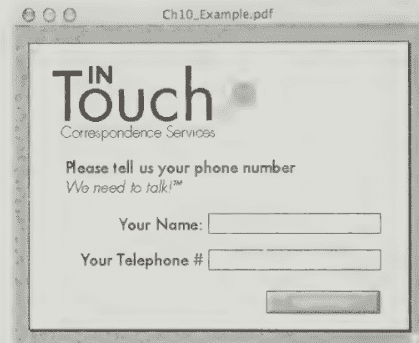 Ch10_Example.pdf
IN
Touch
Correspondence Services
Please tell us your phone number
We need to talk!™
Your Name:
Your Telephone #